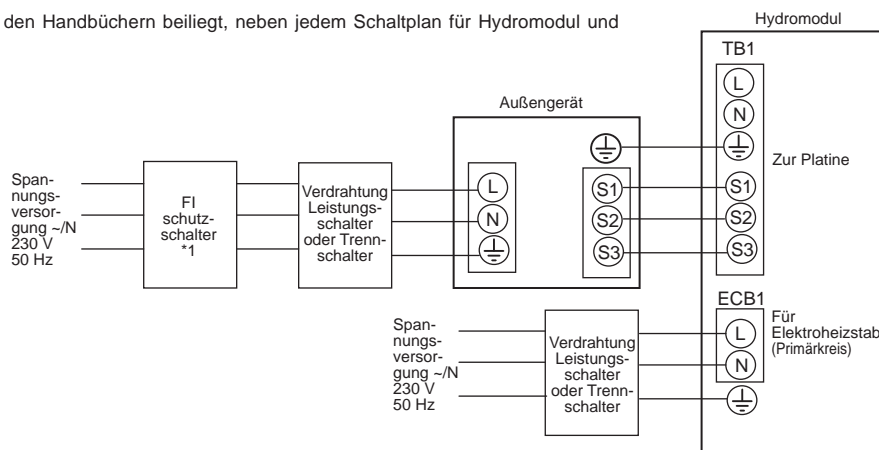 den Handbüchern beiliegt, neben jedem Schaltplan für Hydromodul und
Hydromodul
TB1
L
N
Außengerät
Zur Platine
Span-
nungs-
versor-
gung ~/N
230 V
50 Hz
FI
schutz-
schalter
*1
Verdrahtung
Leistungs-
schalter
oder Trenn-
schalter
L
N
S1
S2
S3
S1
S2
S3
ECB1
Für
Elektroheizstab
(Primärkreis)
L
N
Span-
nungs-
versor-
gung ~/N
230 V
50 Hz
Verdrahtung
Leistungs-
schalter
oder Trenn-
schalter